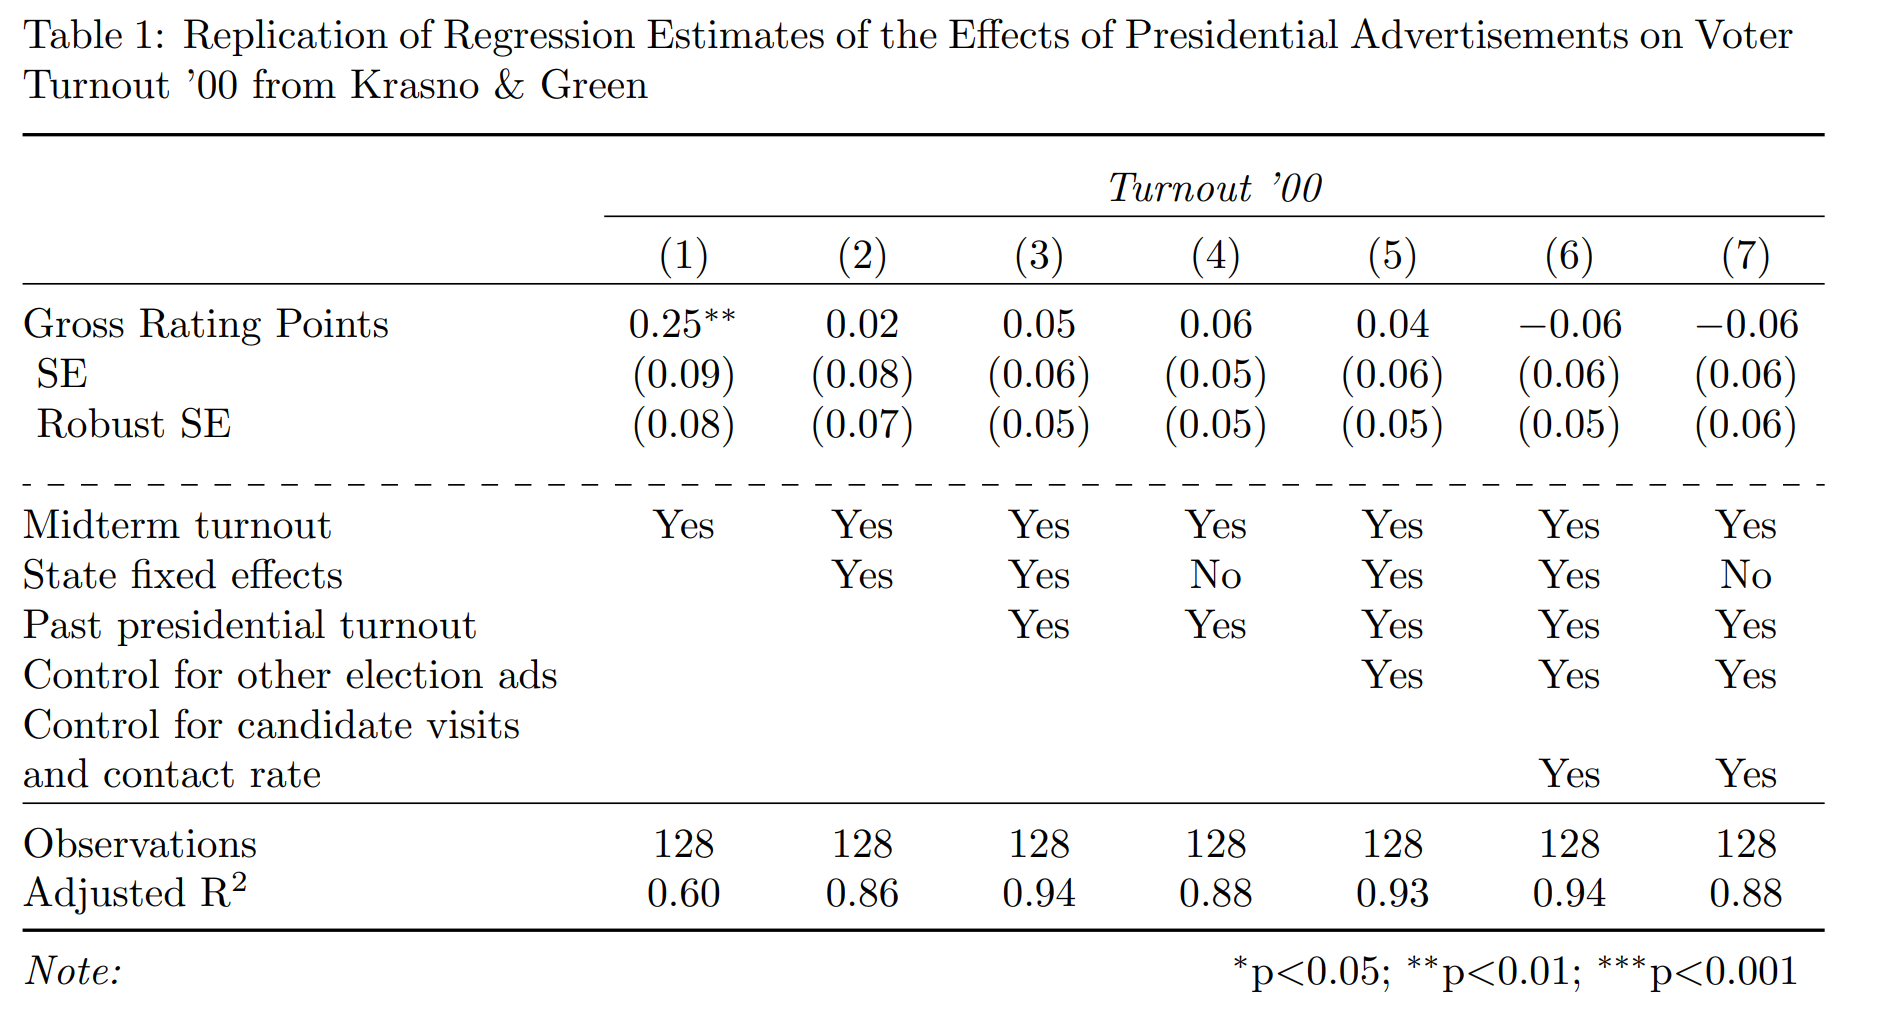 Table 1: Replication of Regression Estimates of the Effects of Presidential Advertisements on Voter
Turnout ’00 from Krasno & Green
Turnout ’00
(1) (2) (3) (4) (5) (6) (7)
Gross Rating Points 0.25** 0.02 0.05 0.06 0.04 −0.06 −0.06
SE (0.09) (0.08) (0.06) (0.05) (0.06) (0.06) (0.06)
Robust SE (0.08) (0.07) (0.05) (0.05) (0.05) (0.05) (0.06)
Midterm turnout Yes Yes Yes Yes Yes Yes Yes
State fixed effects Yes Yes No Yes Yes No
Past presidential turnout Yes Yes Yes Yes Yes
Control for other election ads Yes Yes Yes
Control for candidate visits
and contact rate Yes Yes
Observations 128 128 128 128 128 128 128
Adjusted R² 0.60 0.86 0.94 0.88 0.93 0.94 0.88
Note: *p<0.05; **p<0.01; ***p<0.001